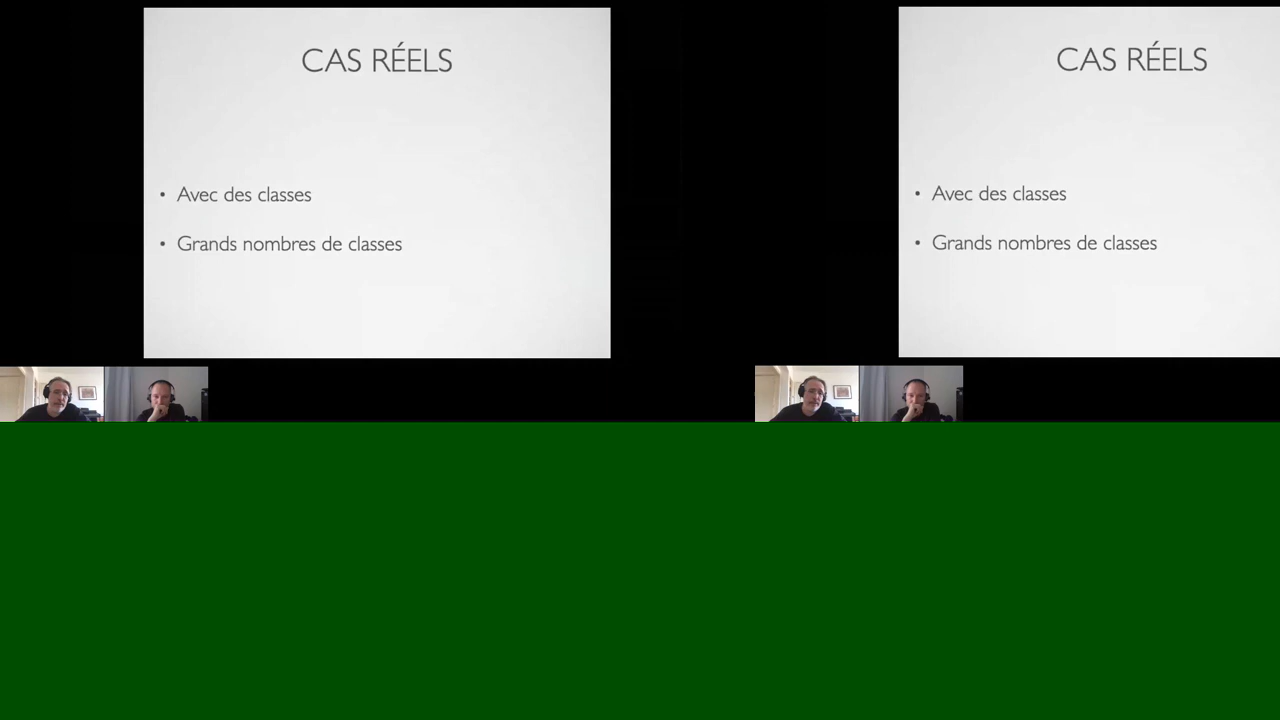 CAS RÉELS
• Avec des classes
• Grands nombres de classes
CAS RÉELS
• Avec des classes
• Grands nombres de classes